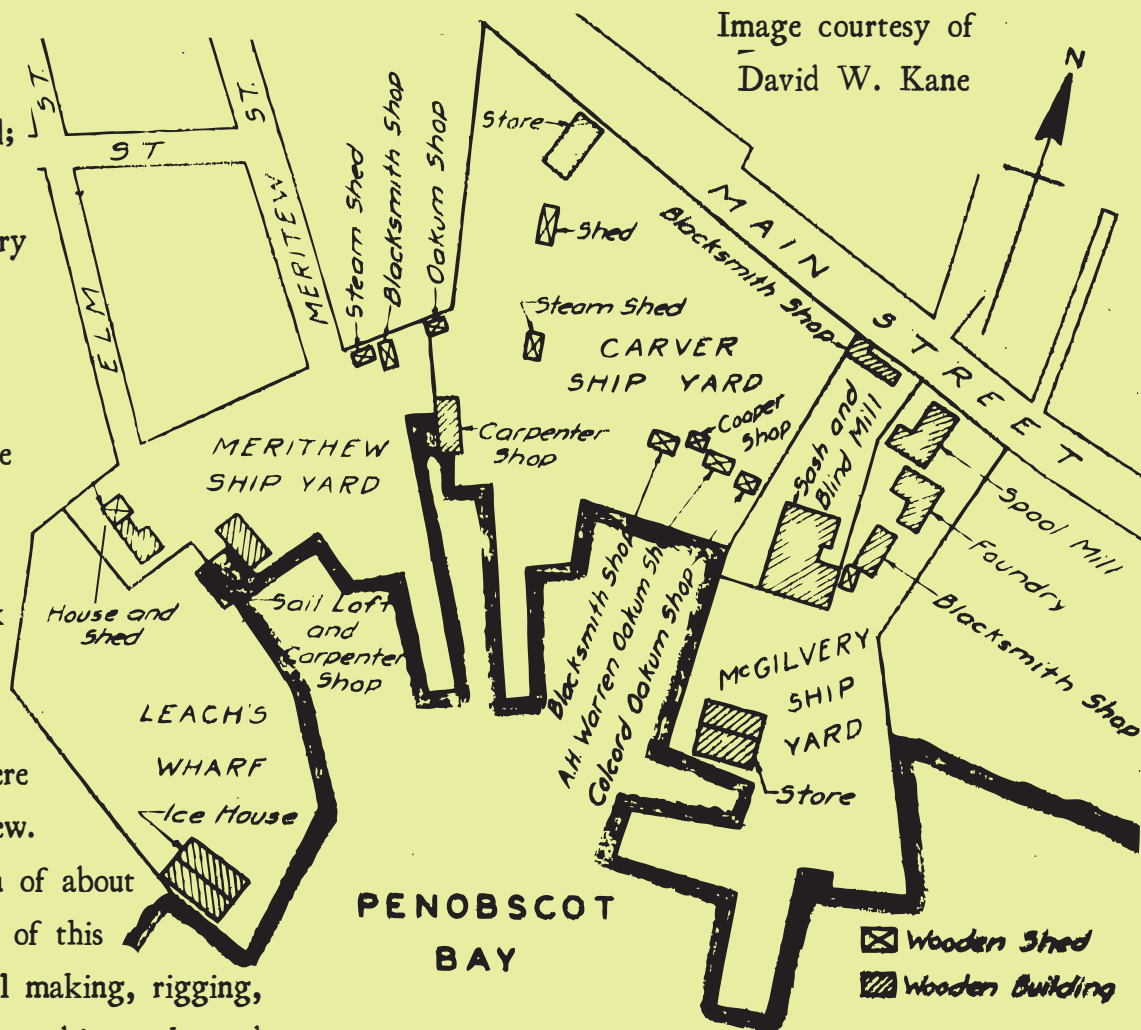 Image courtesy of
David W. Kane
N
ST.
ST.
ST
ELM
MERITEW
Steam Shed
Blacksmith Shop
Oakum Shop
Store
Shed
Steam Shed
MAIN STREET
Blacksmith Shop
CARVER
SHIP YARD
Cooper
Shop
Sash and
Blind Mill
Carpenter
Shop
MERITHEW
SHIP YARD
Spool Mill
Foundry
Blacksmith Shop
House and
Shed
Sail Loft
and
Carpenter
Shop
Blacksmith Shop
A.H. Warren Oakum Sh
Colcord Oakum Shop
McGILVERY
SHIP
YARD
Store
LEACH'S
WHARF
Ice House
PENOBSCOT
BAY
Wooden Shed
Wooden Building
l;
ry
e
k
ere
ew.
of about
of this
l making, rigging,